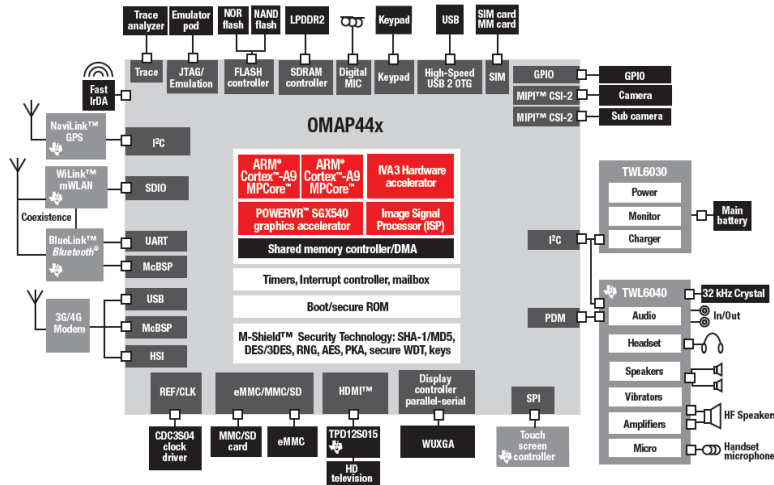 Trace
analyzer
Emulator
pod
NOR
flash
NAND
flash
LPDDR2
Keypad
USB
SIM card
MM card
Trace
JTAG/
Emulation
FLASH
controller
SDRAM
controller
Digital
MIC
Keypad
High-Speed
USB 2 OTG
SIM
GPIO
GPIO
MIPI™ CSI-2
Camera
MIPI™ CSI-2
Sub camera
Fast
IrDA
OMAP44x
NaviLink™
GPS
I²C
WiLink™
mWLAN
SDIO
Coexistence
BlueLink™
Bluetooth®
UART
McBSP
3G/4G
Modem
USB
McBSP
HSI
ARM®
Cortex™-A9
MPCore™
ARM®
Cortex™-A9
MPCore™
IVA3 Hardware
accelerator
POWERVR™ SGX540
graphics accelerator
Image Signal
Processor (ISP)
Shared memory controller/DMA
Timers, Interrupt controller, mailbox
Boot/secure ROM
M-Shield™ Security Technology: SHA-1/MD5,
DES/3DES, RNG, AES, PKA, secure WDT, keys
I²C
PDM
TWL6030
Power
Monitor
Charger
Main
battery
TWL6040
32 kHz Crystal
Audio
In/Out
Headset
Speakers
Vibrators
Amplifiers
HF Speakers
Micro
Handset
microphone
REF/CLK
eMMC/MMC/SD
HDMI™
Display
controller
parallel-serial
SPI
CDC3S04
clock
driver
MMC/SD
card
eMMC
TPD12S015
HD
television
WUXGA
Touch
screen
controller